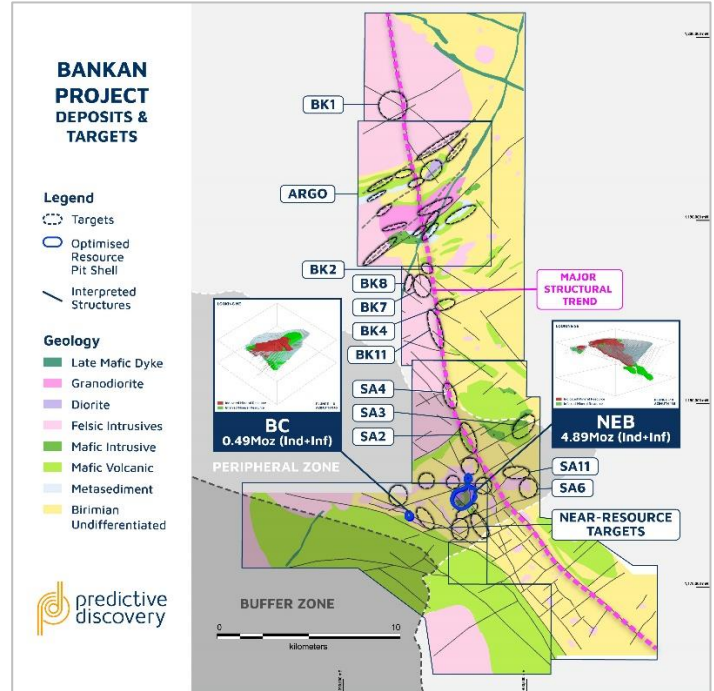 BANKAN
PROJECT
DEPOSITS &
TARGETS
Legend
Targets
Optimised
Resource
Pit Shell
Interpreted
Structures
Geology
Late Mafic Dyke
Granodiorite
Diorite
Felsic Intrusives
Mafic Intrusive
Mafic Volcanic
Metasediment
Birimian
Undifferentiated
predictive
discovery
BK1
ARGO
BK2
BK8
BK7
BK4
BK11
MAJOR
STRUCTURAL
TREND
SA4
SA3
SA2
BC
0.49Moz (Ind+Inf)
NEB
4.89Moz (Ind+Inf)
SA11
SA6
NEAR-RESOURCE
TARGETS
PERIPHERAL ZONE
BUFFER ZONE
0 10
kilometers